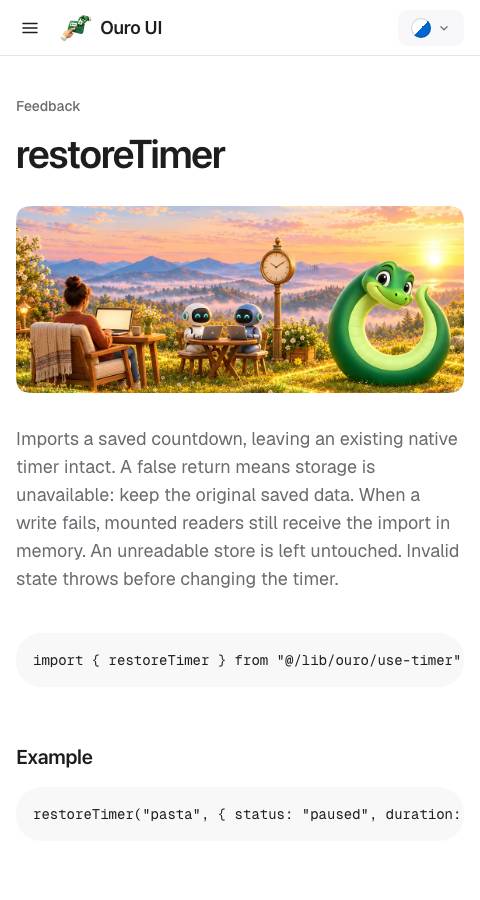 Ouro UI
Feedback
restoreTimer
Imports a saved countdown, leaving an existing native
timer intact. A false return means storage is
unavailable: keep the original saved data. When a
write fails, mounted readers still receive the import in
memory. An unreadable store is left untouched. Invalid
state throws before changing the timer.
import { restoreTimer } from "@/lib/ouro/use-timer"
Example
restoreTimer("pasta", { status: "paused", duration: